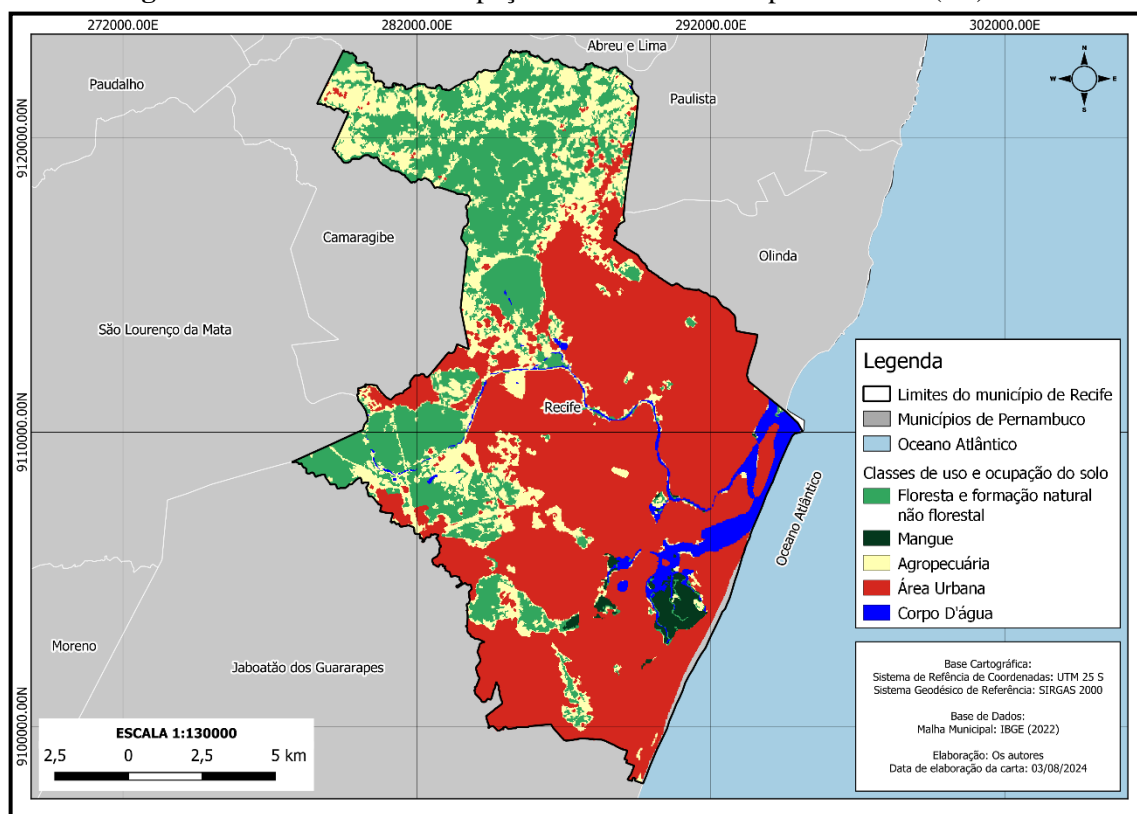 272000.00E
282000.00E
292000.00E
302000.00E
9120000.00N
9110000.00N
9100000.00N
Abreu e Lima
Paudalho
Paulista
N
W
E
S
Camaragibe
Olinda
São Lourenço da Mata
Recife
Oceano Atlântico
Moreno
Jaboatão dos Guararapes
Legenda
Limites do município de Recife
Municípios de Pernambuco
Oceano Atlântico
Classes de uso e ocupação do solo
Floresta e formação natural
não florestal
Mangue
Agropecuária
Área Urbana
Corpo D'água
Base Cartográfica:
Sistema de Refência de Coordenadas: UTM 25 S
Sistema Geodésico de Referência: SIRGAS 2000
Base de Dados:
Malha Municipal: IBGE (2022)
Elaboração: Os autores
Data de elaboração da carta: 03/08/2024
ESCALA 1:130000
2,5 0 2,5 5 km